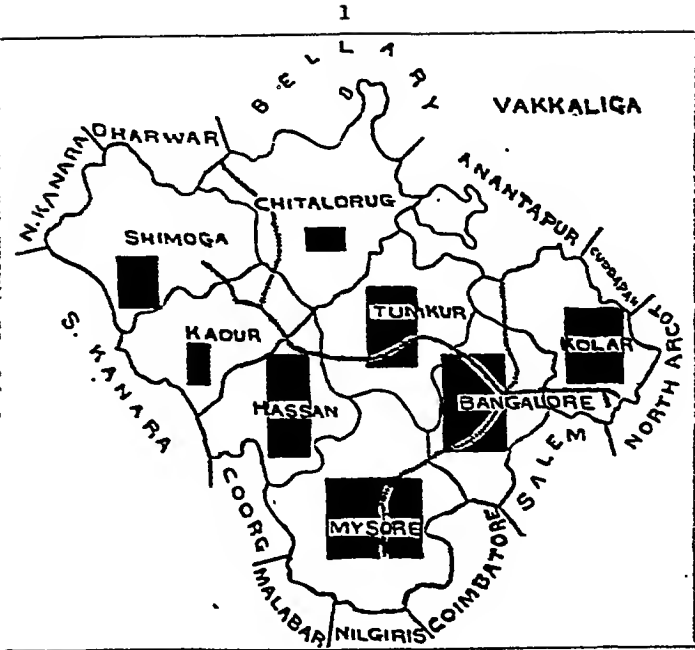 1
BELLARY
VAKKALIGA
DHARWAR
N. KANARA
ANANTAPUR
CHITALDRUG
CUDDAPAH
SHIMOGA
TUMKUR
KADUR
KOLAR
NORTH ARCOT
S. KANARA
HASSAN
BANGALORE
SALEM
COORG
MYSORE
COIMBATORE
MALABAR
NILGIRIS